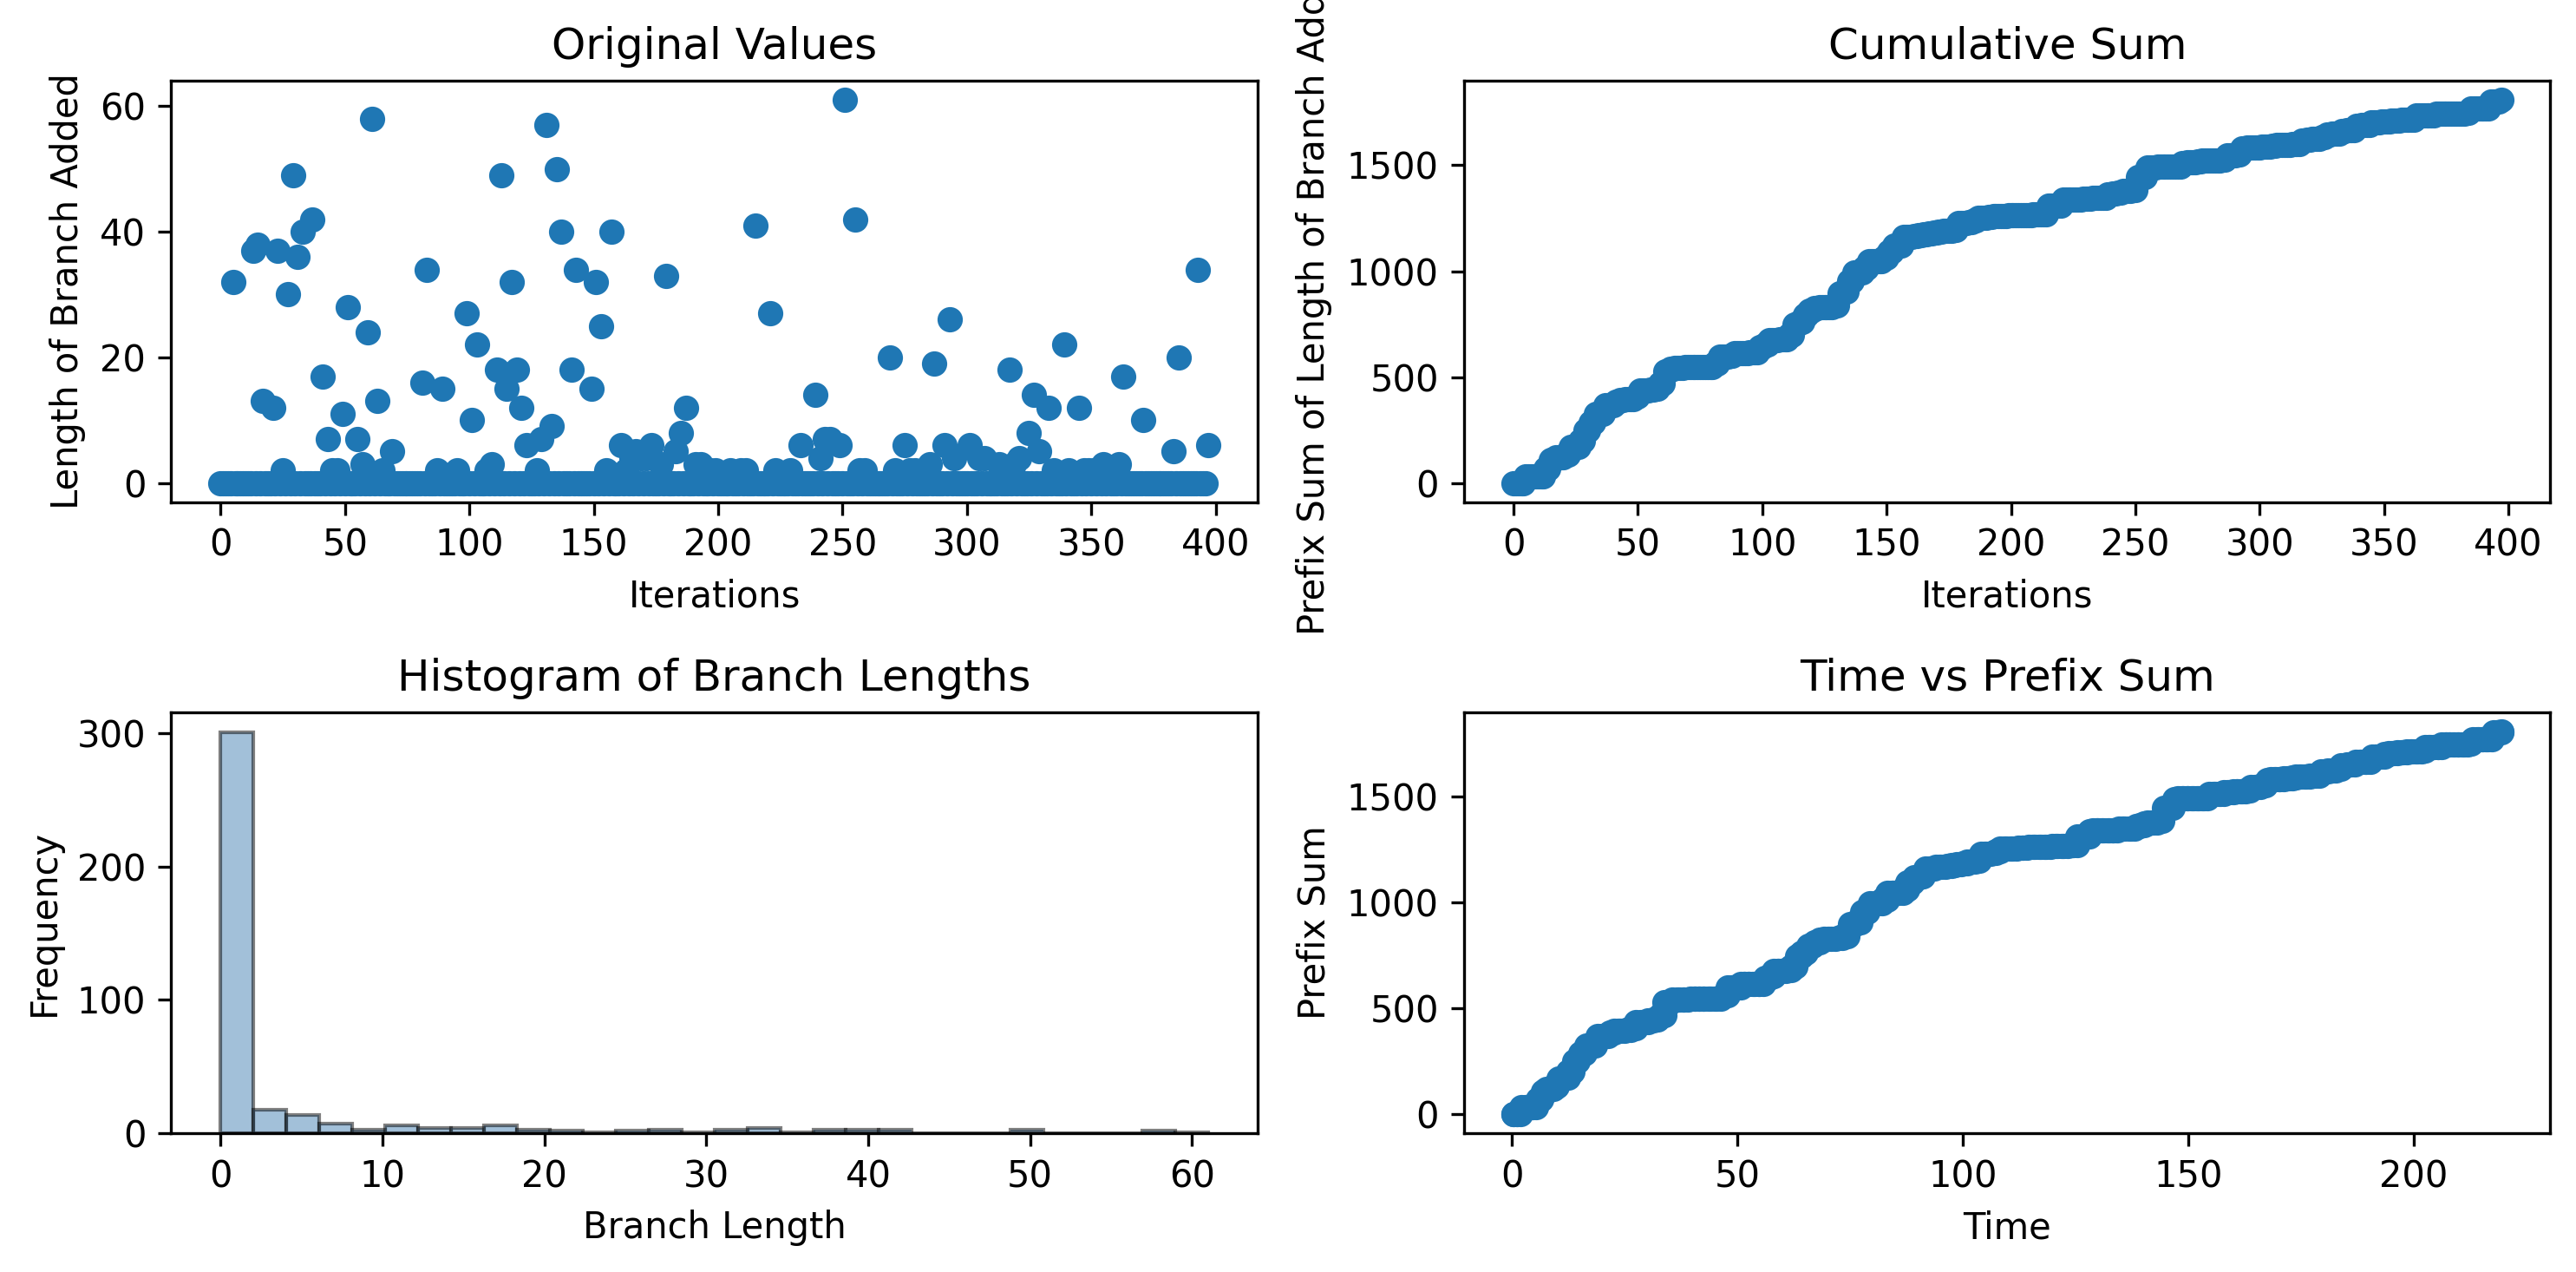 Original Values
Length of Branch Added
60
40
20
0
0 50 100 150 200 250 300 350 400
Iterations
Cumulative Sum
Prefix Sum of Length of Branch
1500
1000
500
0
0 50 100 150 200 250 300 350 400
Iterations
Histogram of Branch Lengths
Frequency
300
200
100
0
0 10 20 30 40 50 60
Branch Length
Time vs Prefix Sum
Prefix Sum
1500
1000
500
0
0 50 100 150 200
Time